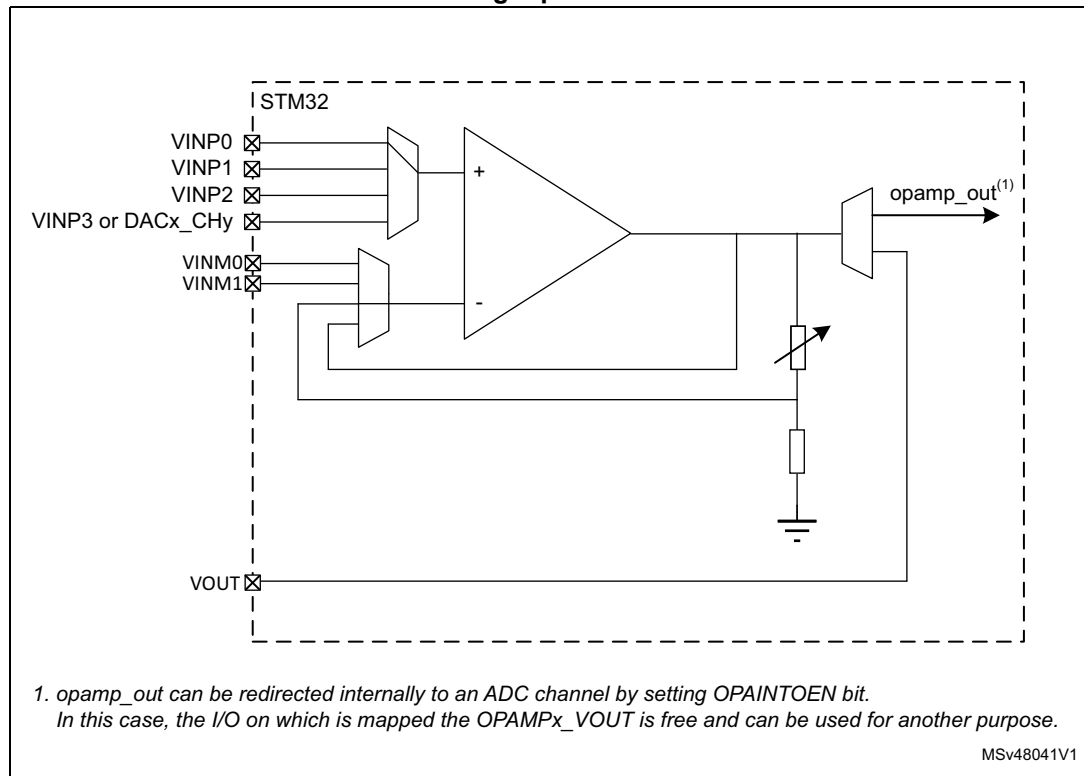 STM32
VINP0
VINP1
VINP2
VINP3 or DACx_CHy
VINM0
VINM1
+
-
opamp_out(1)
VOUT
1. opamp_out can be redirected internally to an ADC channel by setting OPAINTOEN bit.
In this case, the I/O on which is mapped the OPAMPx_VOUT is free and can be used for another purpose.
MSv48041V1